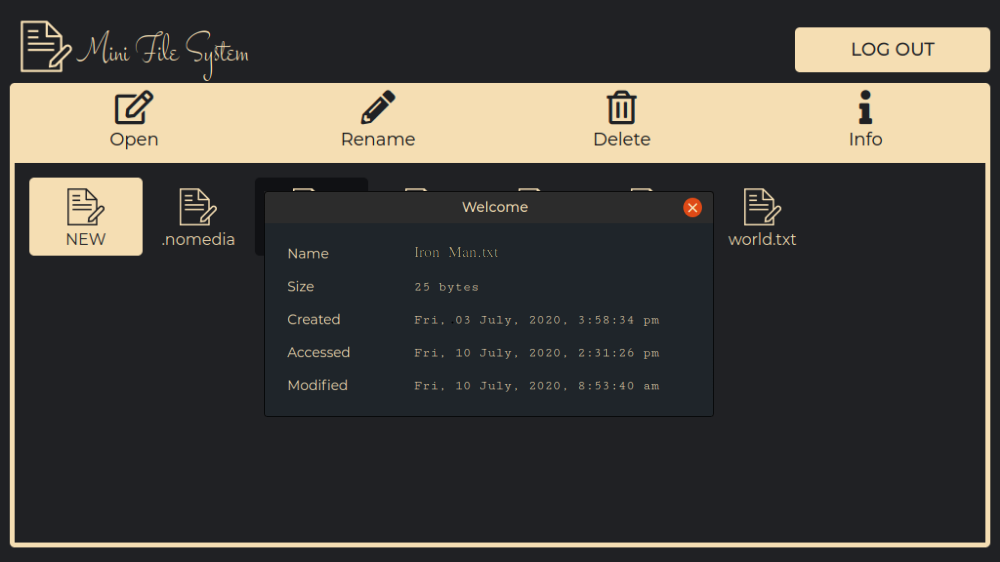 Mini File System
LOG OUT
Open Rename Delete Info
NEW .nomedia world.txt
Welcome
Name Iron Man.txt
Size 25 bytes
Created Fri, 03 July, 2020, 3:58:34 pm
Accessed Fri, 10 July, 2020, 2:31:26 pm
Modified Fri, 10 July, 2020, 8:53:40 am